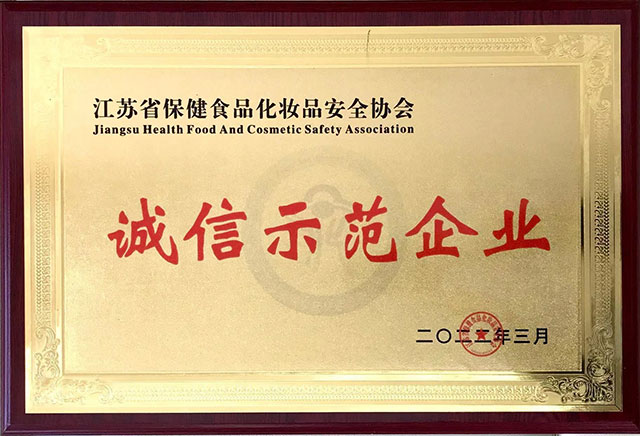 江苏省保健食品化妆品安全协会
Jiangsu Health Food And Cosmetic Safety Association
诚信示范企业
二〇二二年三月